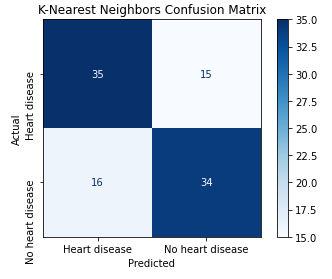 K-Nearest Neighbors Confusion Matrix
Actual
Heart disease
No heart disease
35
15
16
34
Heart disease
No heart disease
Predicted
35.0
32.5
30.0
27.5
25.0
22.5
20.0
17.5
15.0